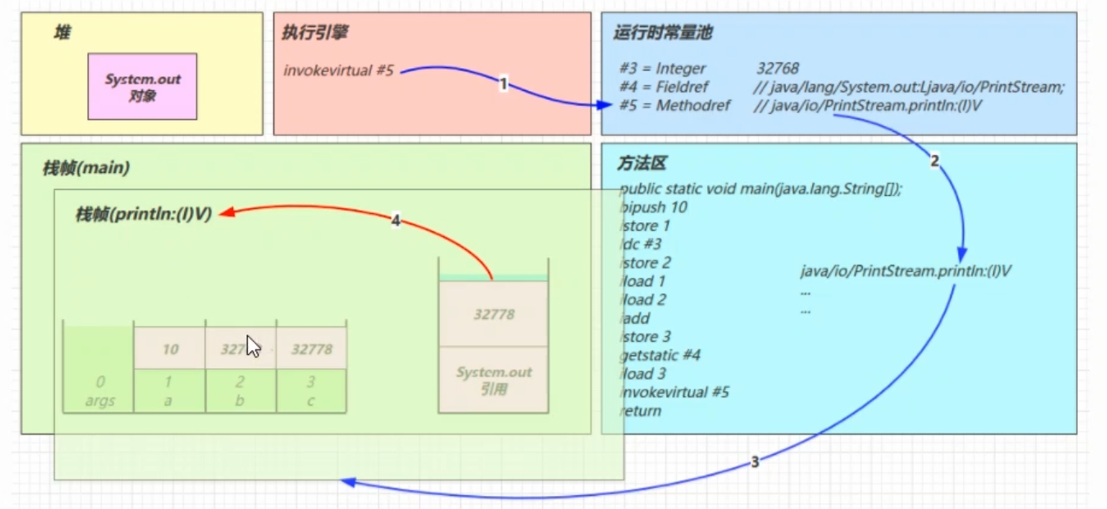 堆
System.out
对象
执行引擎
invokevirtual #5
1
运行时常量池
#3 = Integer 32768
#4 = Fieldref // java/lang/System.out:Ljava/io/PrintStream;
#5 = Methodref // java/io/PrintStream.println:(I)V
2
栈帧(main)
栈帧(println:(I)V)
4
10
327
32778
0
args
1
a
2
b
3
c
32778
System.out
引用
方法区
public static void main(java.lang.String[]);
bipush 10
istore 1
ldc #3
istore 2
iload 1
iload 2
iadd
istore 3
getstatic #4
iload 3
invokevirtual #5
return
java/io/PrintStream.println:(I)V
...
...
3